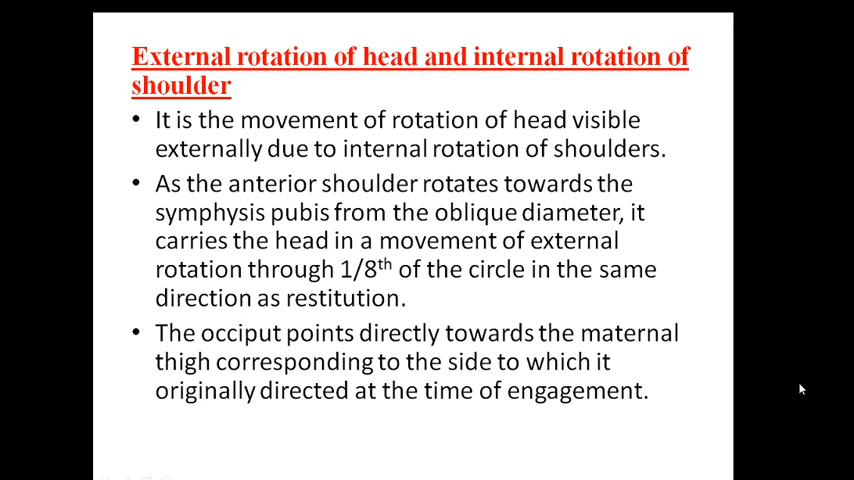 External rotation of head and internal rotation of
shoulder
• It is the movement of rotation of head visible
externally due to internal rotation of shoulders.
• As the anterior shoulder rotates towards the
symphysis pubis from the oblique diameter, it
carries the head in a movement of external
rotation through 1/8th of the circle in the same
direction as restitution.
• The occiput points directly towards the maternal
thigh corresponding to the side to which it
originally directed at the time of engagement.